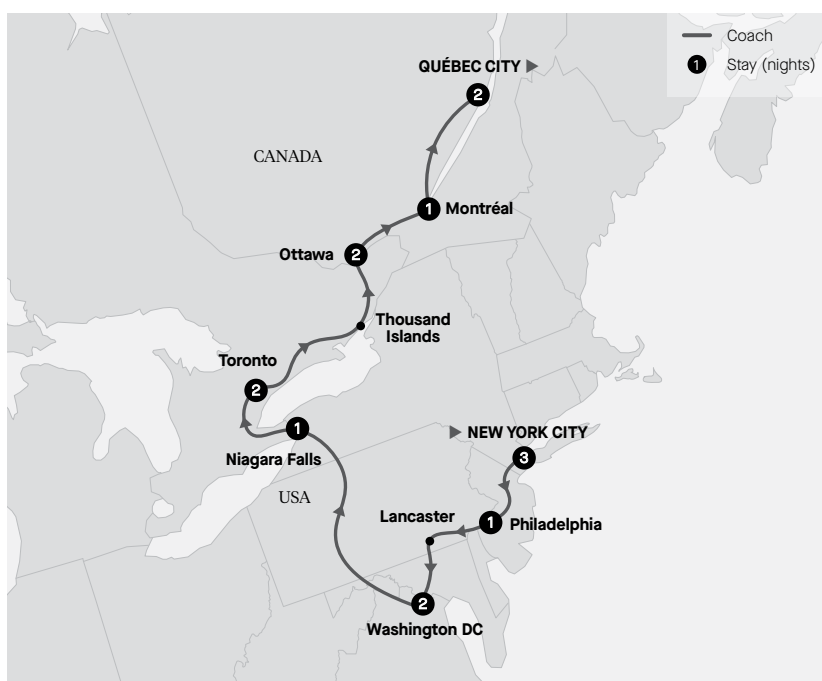 Coach
1 Stay (nights)
QUÉBEC CITY ▶
2
CANADA
1 Montréal
Ottawa 2
Thousand
Islands
Toronto
2
▶ NEW YORK CITY
1
Niagara Falls
3
USA
Lancaster
1 Philadelphia
2
Washington DC